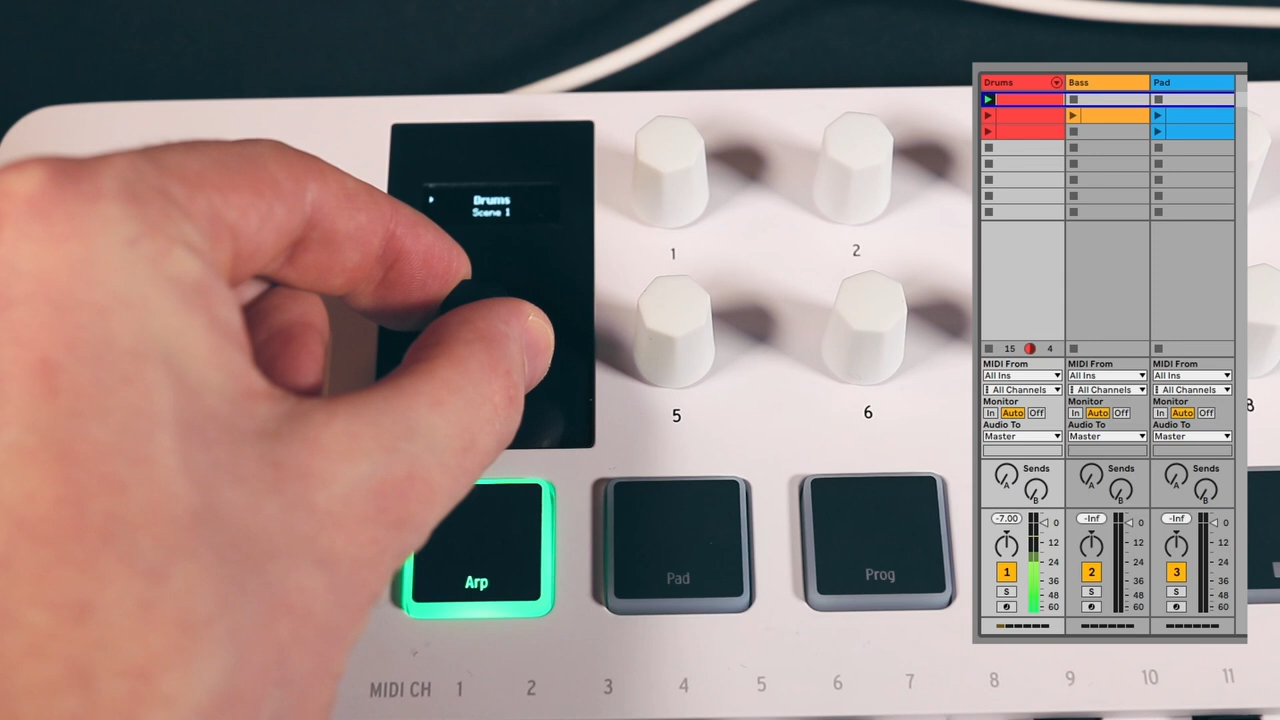 Drums
Scene 1
1
2
5
6
8
Arp
Pad
Prog
MIDI CH 1 2 3 4 5 6 7 8 9 10 11
Drums Bass Pad
15 4
MIDI From MIDI From MIDI From
All Ins All Ins All Ins
All Channels All Channels All Channels
Monitor Monitor Monitor
In Auto Off In Auto Off In Auto Off
Audio To Audio To Audio To
Master Master Master
Sends Sends Sends
A B A B A B
-7.00 -Inf -Inf
0 0 0
12 12 12
24 24 24
1 2 3
36 36 36
S 48 S 48 S 48
60 60 60